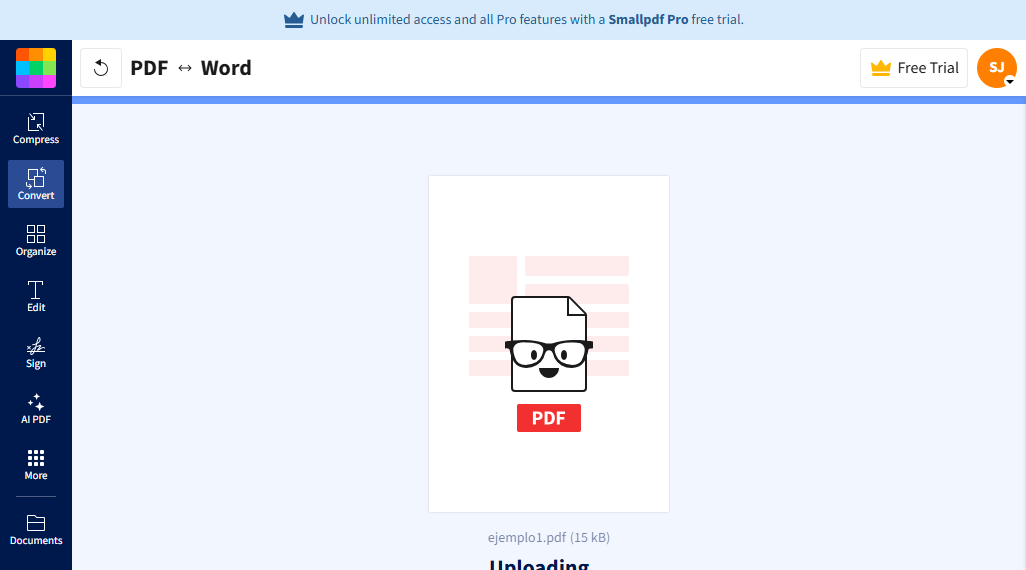 Unlock unlimited access and all Pro features with a Smallpdf Pro free trial.
PDF ↔ Word
Free Trial
SJ
Compress
Convert
Organize
Edit
Sign
AI PDF
More
Documents
PDF
ejemplo1.pdf (15 kB)
Uploading